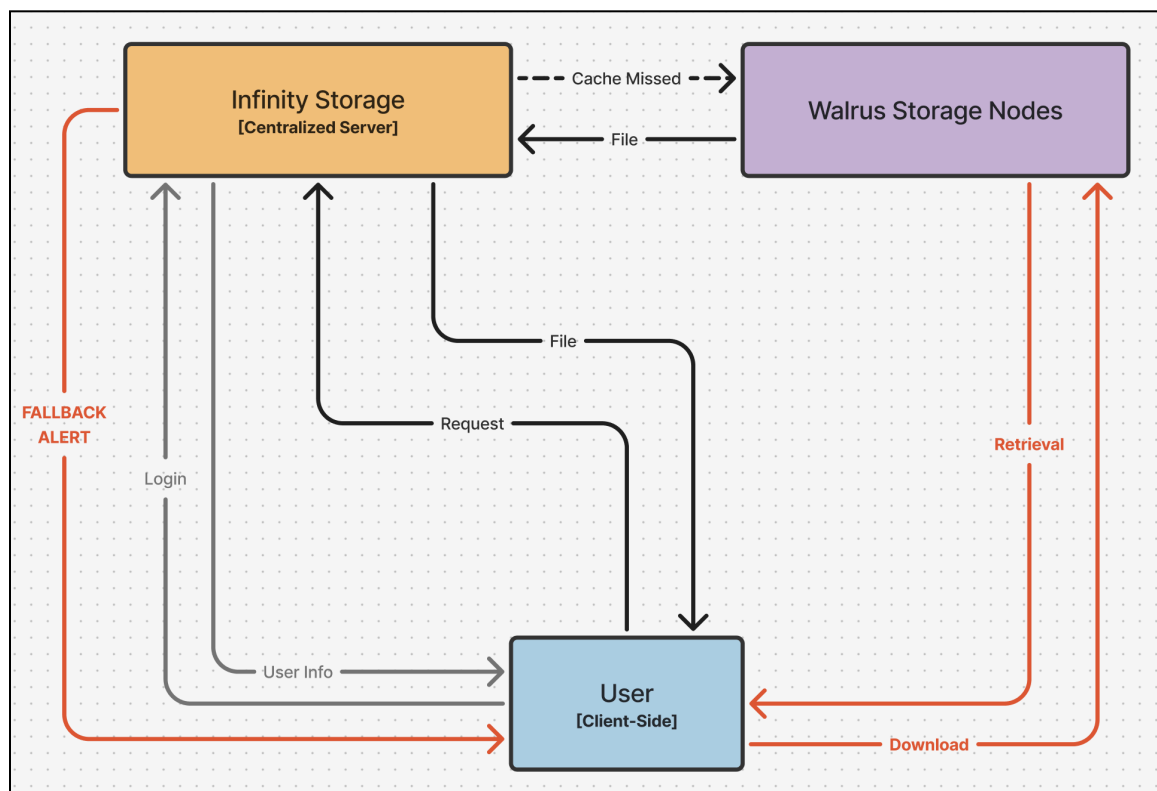 Infinity Storage
[Centralized Server]
Cache Missed
File
Walrus Storage Nodes
File
FALLBACK
ALERT
Request
Retrieval
Login
User Info
User
[Client-Side]
Download